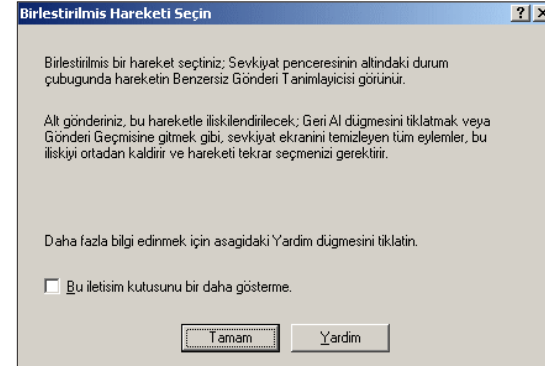 Birlestirilmis Hareketi Seçin
Birlestirilmis bir hareket seçtiniz; Sevkiyat penceresinin altindaki durum
çubugunda hareketin Benzersiz Gönderi Tanimlayicisi görünür.
Alt gönderiniz, bu hareketle iliskilendirilecek; Geri Al dügmesini tiklatmak veya
Gönderi Geçmisine gitmek gibi, sevkiyat ekranini temizleyen tüm eylemler, bu
iliskiyi ortadan kaldirir ve hareketi tekrar seçmenizi gerektirir.
Daha fazla bilgi edinmek için asagidaki Yardim dügmesini tiklatin.
Bu iletisim kutusunu bir daha gösterme.
Tamam Yardim